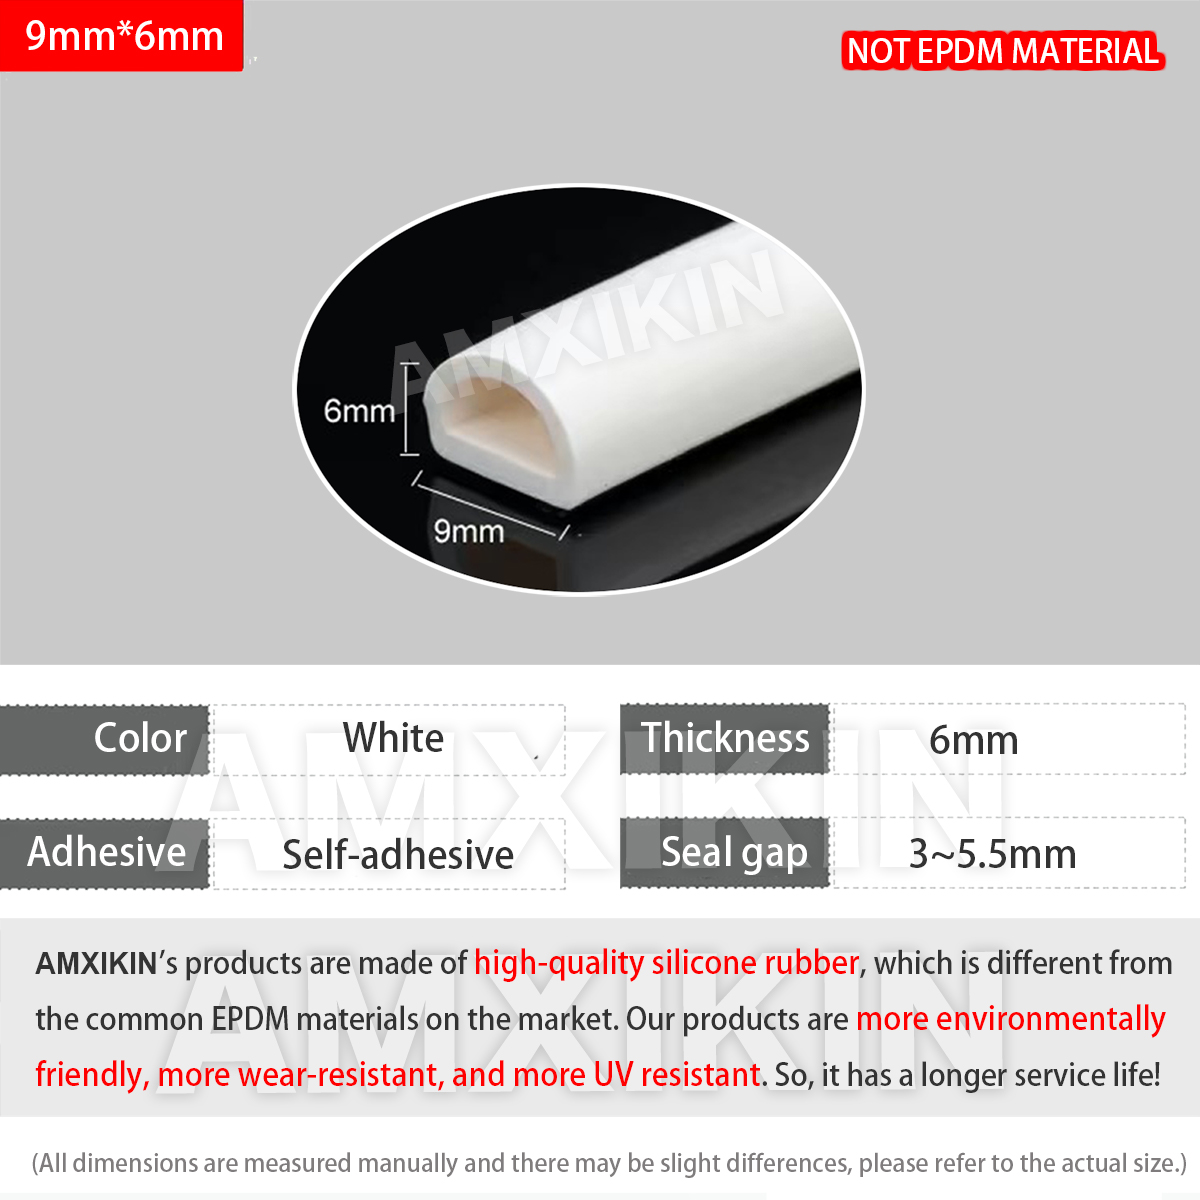 9mm*6mm
NOT EPDM MATERIAL
AMXIKIN
6mm
9mm
Color White Thickness 6mm
AMXIKIN
Adhesive Self-adhesive Seal gap 3~5.5mm
AMXIKIN's products are made of high-quality silicone rubber, which is different from
the common EPDM materials on the market. Our products are more environmentally
AMXIKIN
friendly, more wear-resistant, and more UV resistant. So, it has a longer service life!
(All dimensions are measured manually and there may be slight differences, please refer to the actual size.)